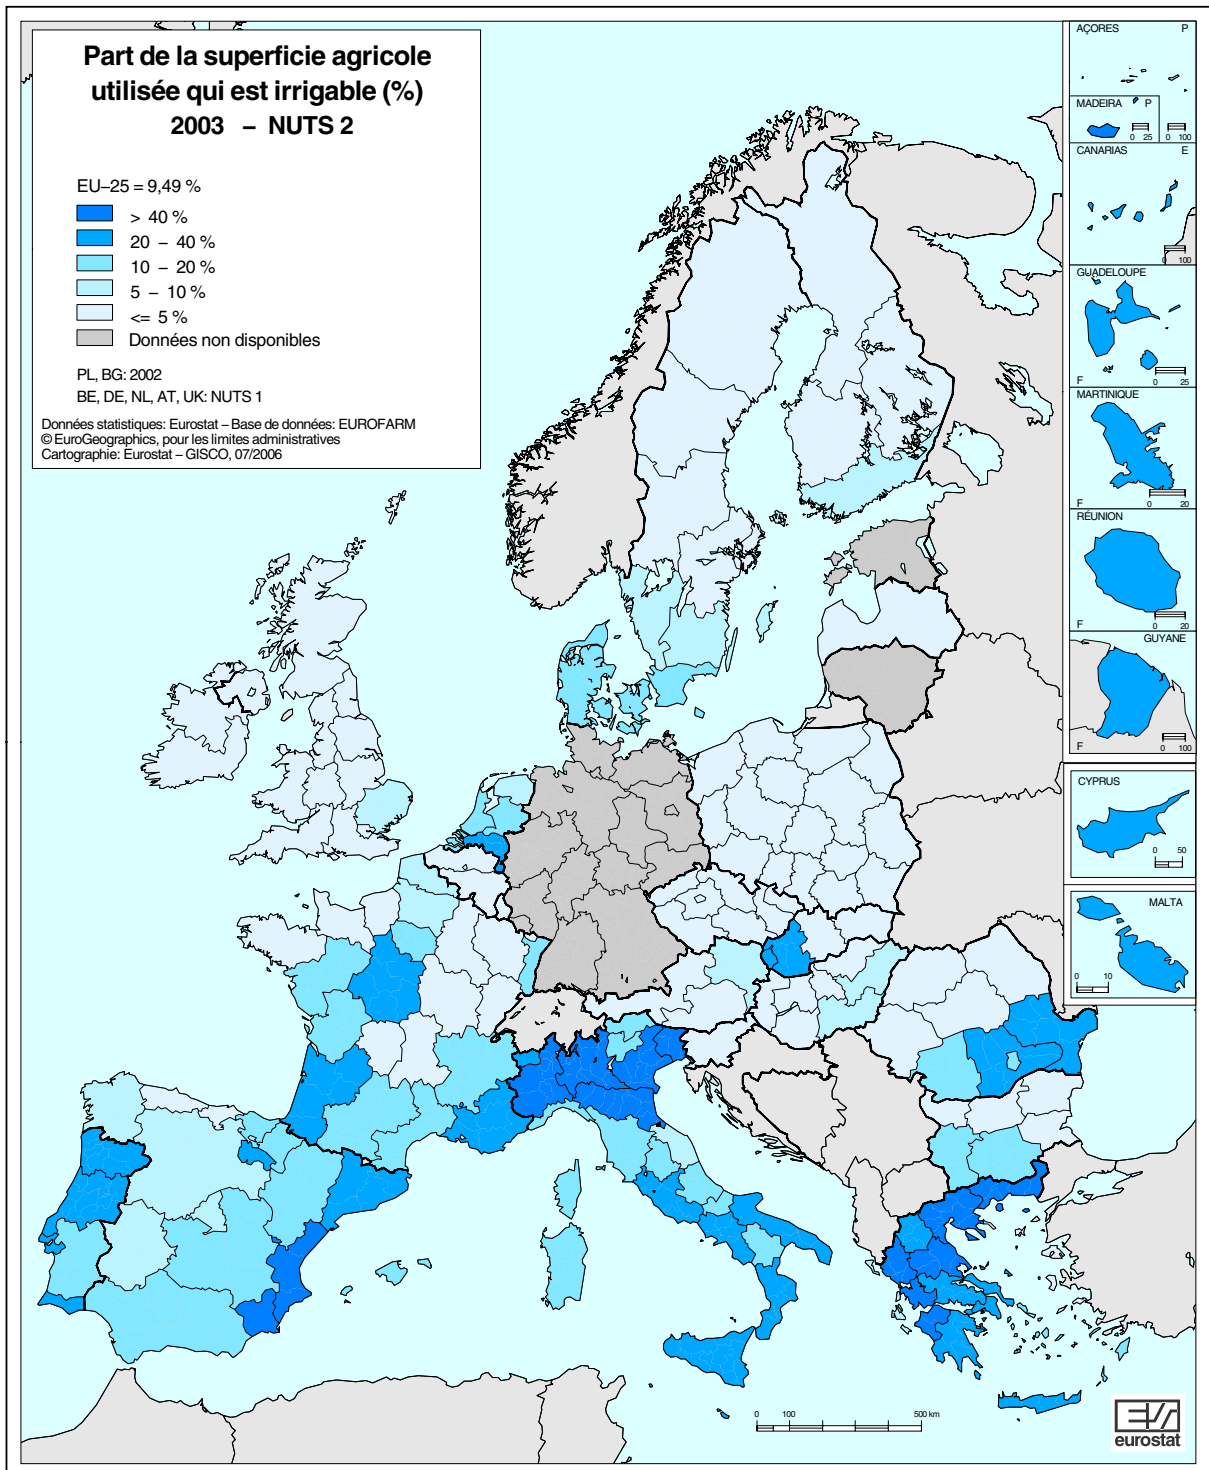 Part de la superficie agricole
utilisée qui est irrigable (%)
2003 – NUTS 2
EU–25 = 9,49 %
> 40 %
20 – 40 %
10 – 20 %
5 – 10 %
<= 5 %
Données non disponibles
PL, BG: 2002
BE, DE, NL, AT, UK: NUTS 1
Données statistiques: Eurostat – Base de données: EUROFARM
© EuroGeographics, pour les limites administratives
Cartographie: Eurostat – GISCO, 07/2006
AÇORES P
MADEIRA P
0 25 0 100
CANARIAS E
0 100
GUADELOUPE
F 0 25
MARTINIQUE
F 0 20
RÉUNION
F 0 20
GUYANE
F 0 100
CYPRUS
0 50
MALTA
0 10
0 100 500 km
eurostat